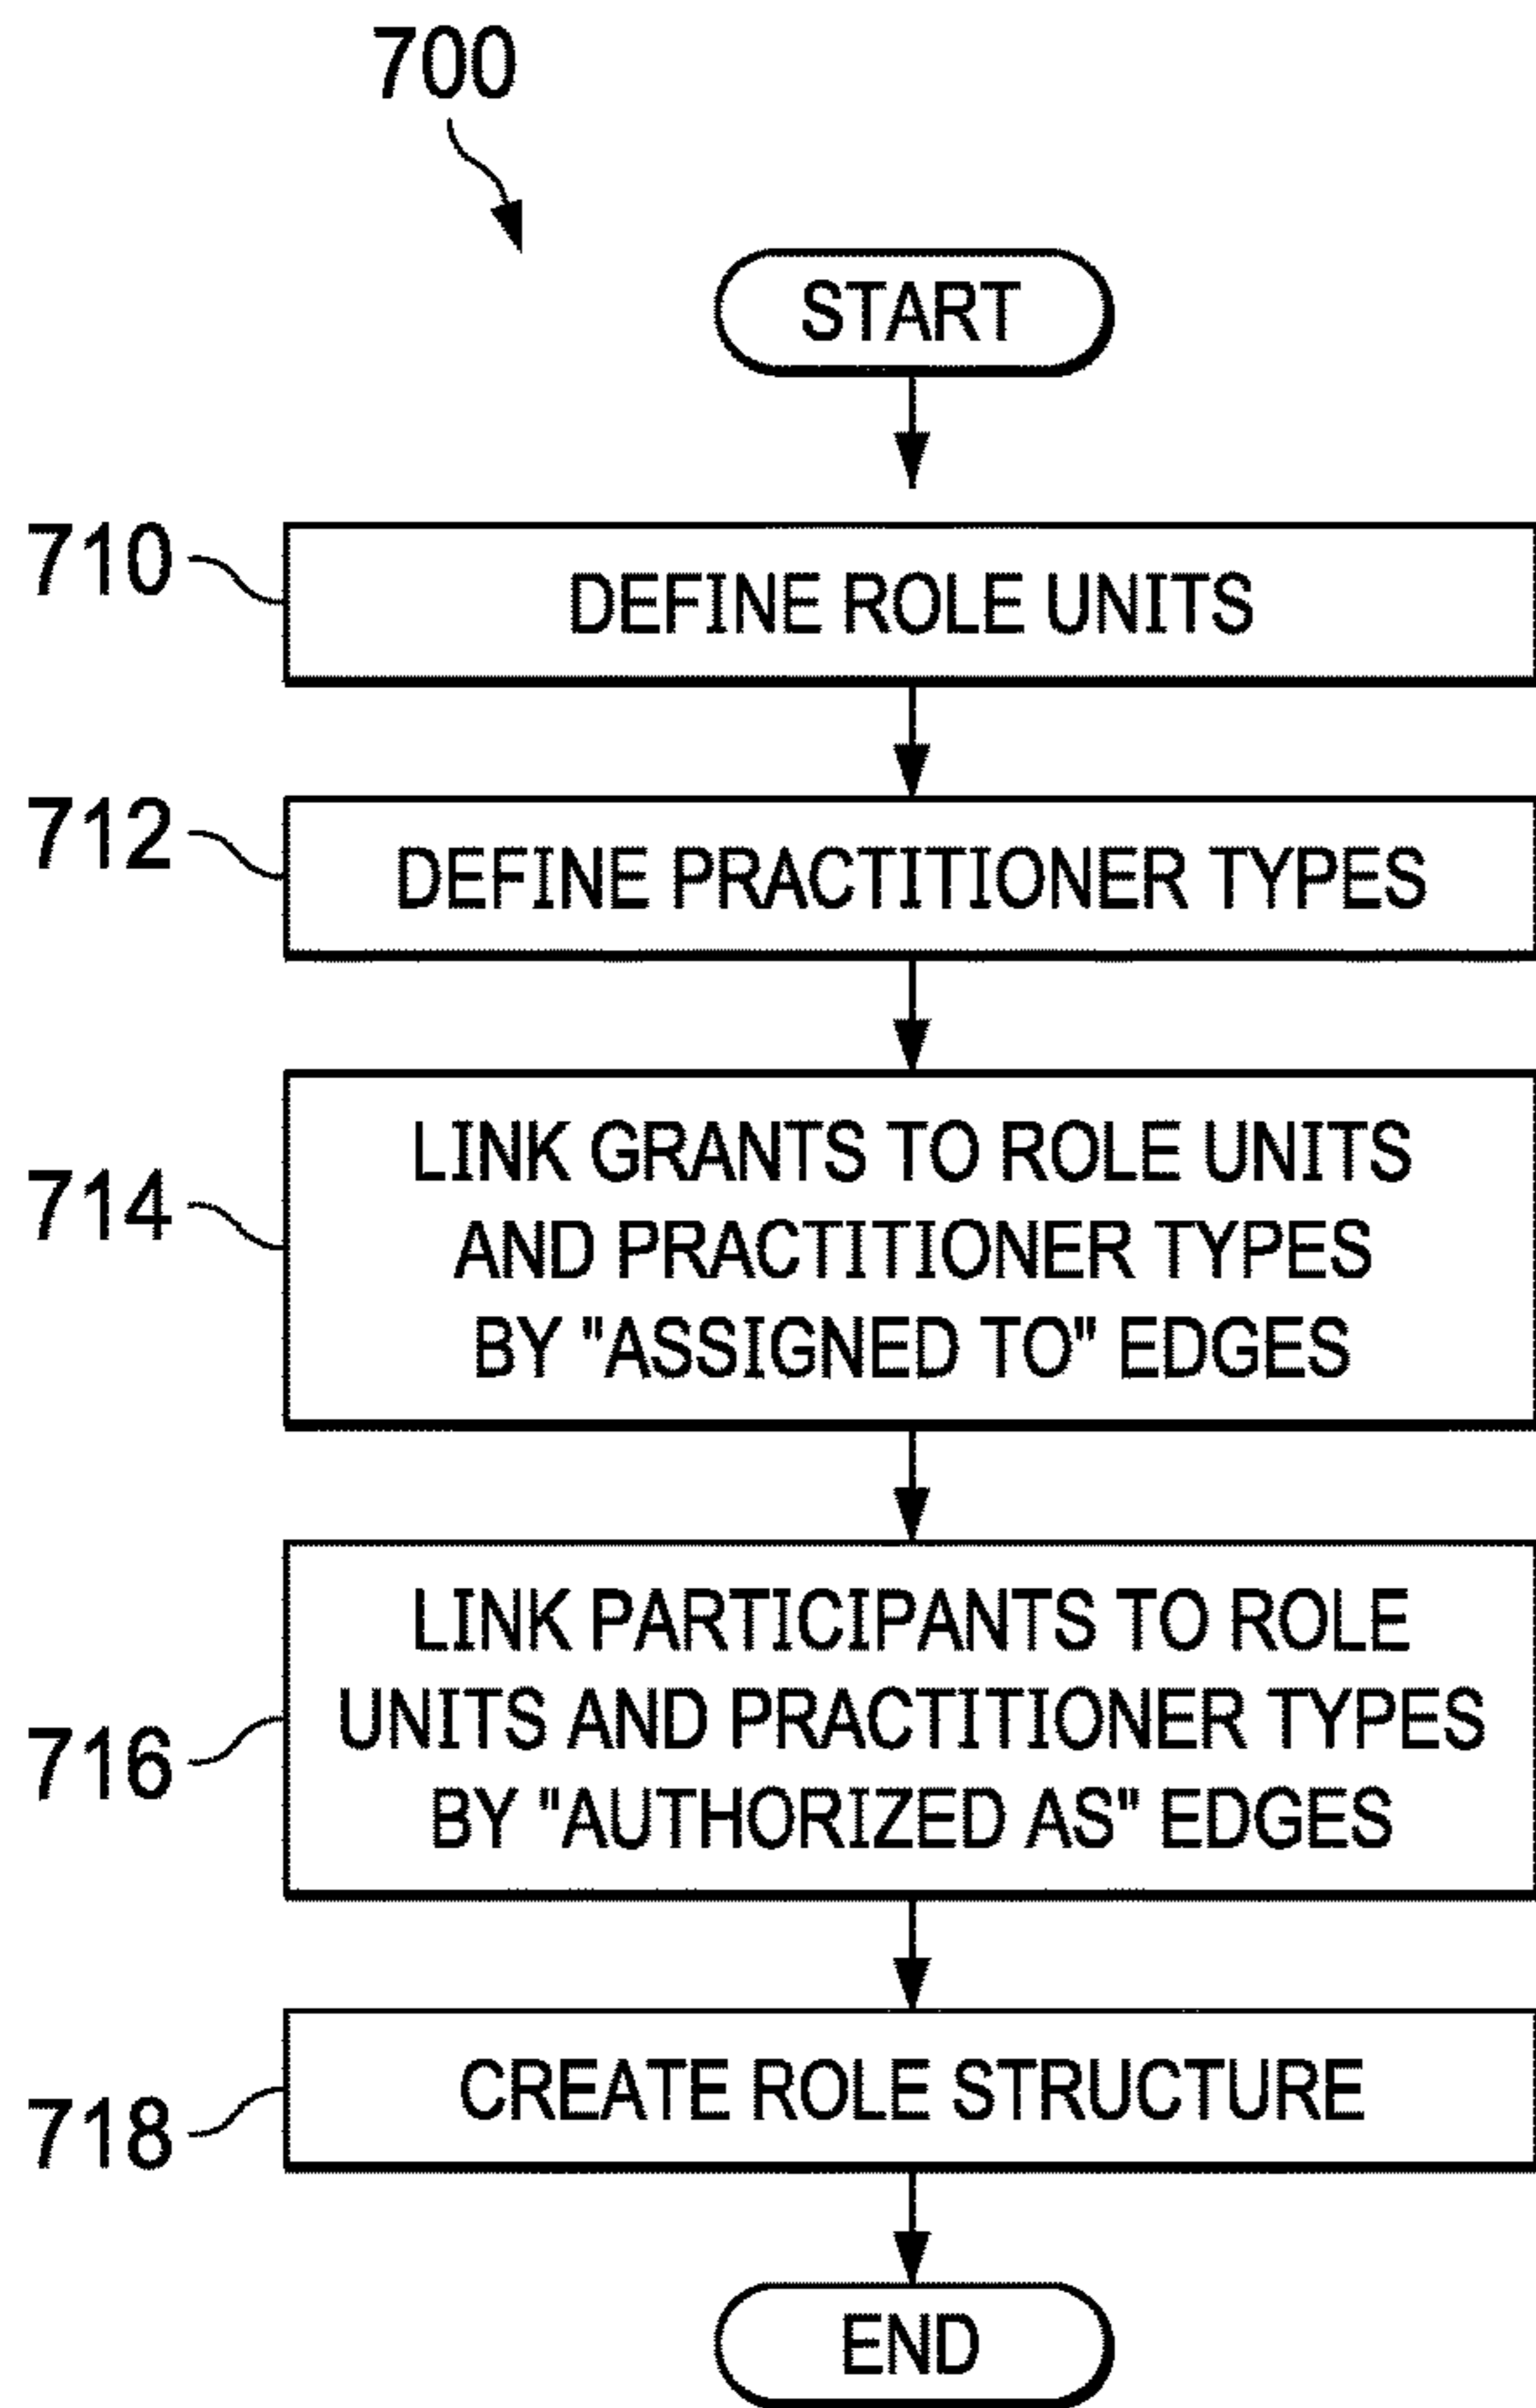 700
START
710
DEFINE ROLE UNITS
712
DEFINE PRACTITIONER TYPES
714
LINK GRANTS TO ROLE UNITS
AND PRACTITIONER TYPES
BY "ASSIGNED TO" EDGES
716
LINK PARTICIPANTS TO ROLE
UNITS AND PRACTITIONER TYPES
BY "AUTHORIZED AS" EDGES
718
CREATE ROLE STRUCTURE
END